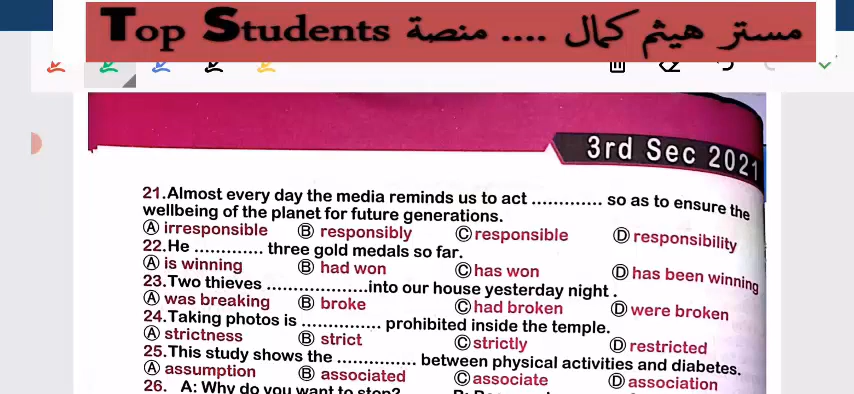 Top Students مستر هيثم كمال .... منصة
3rd Sec 2021
21.Almost every day the media reminds us to act ............. so as to ensure the
wellbeing of the planet for future generations.
Ⓐ irresponsible Ⓑ responsibly Ⓒ responsible Ⓓ responsibility
22.He ............. three gold medals so far.
Ⓐ is winning Ⓑ had won Ⓒ has won Ⓓ has been winning
23.Two thieves ...................into our house yesterday night .
Ⓐ was breaking Ⓑ broke Ⓒ had broken Ⓓ were broken
24.Taking photos is ............... prohibited inside the temple.
Ⓐ strictness Ⓑ strict Ⓒ strictly Ⓓ restricted
25.This study shows the ............... between physical activities and diabetes.
Ⓐ assumption Ⓑ associated Ⓒ associate Ⓓ association
26. A: Why do you want to stop?